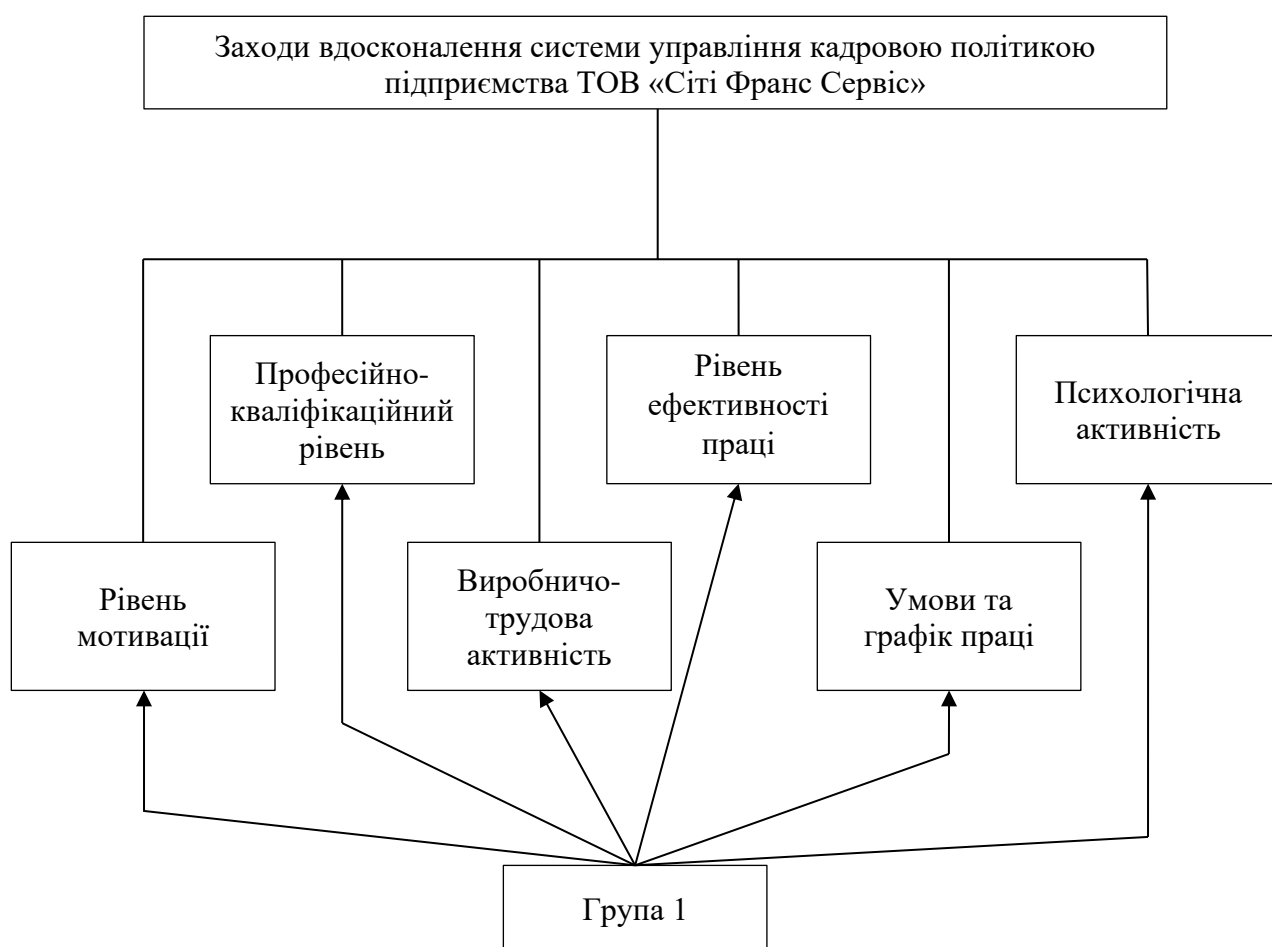 Заходи вдосконалення системи управління кадровою політикою
підприємства ТОВ «Сіті Франс Сервіс»
Професійно-
кваліфікаційний
рівень
Рівень
ефективності
праці
Психологічна
активність
Рівень
мотивації
Виробничо-
трудова
активність
Умови та
графік праці
Група 1